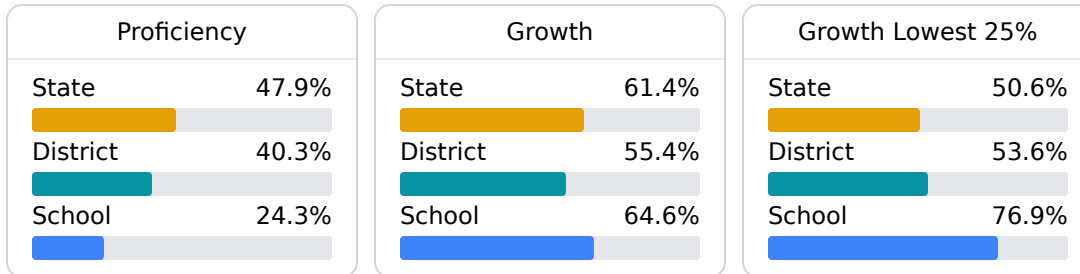 Proficiency
State 47.9%
District 40.3%
School 24.3%
Growth
State 61.4%
District 55.4%
School 64.6%
Growth Lowest 25%
State 50.6%
District 53.6%
School 76.9%